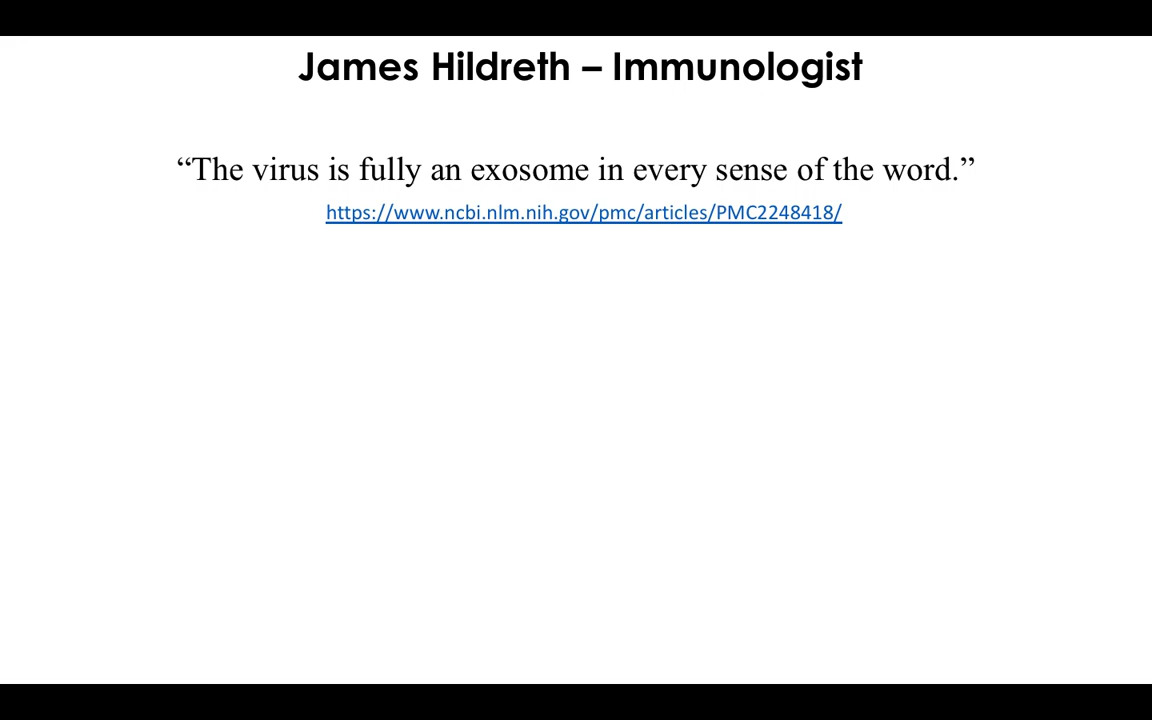 James Hildreth – Immunologist
“The virus is fully an exosome in every sense of the word.”
https://www.ncbi.nlm.nih.gov/pmc/articles/PMC2248418/